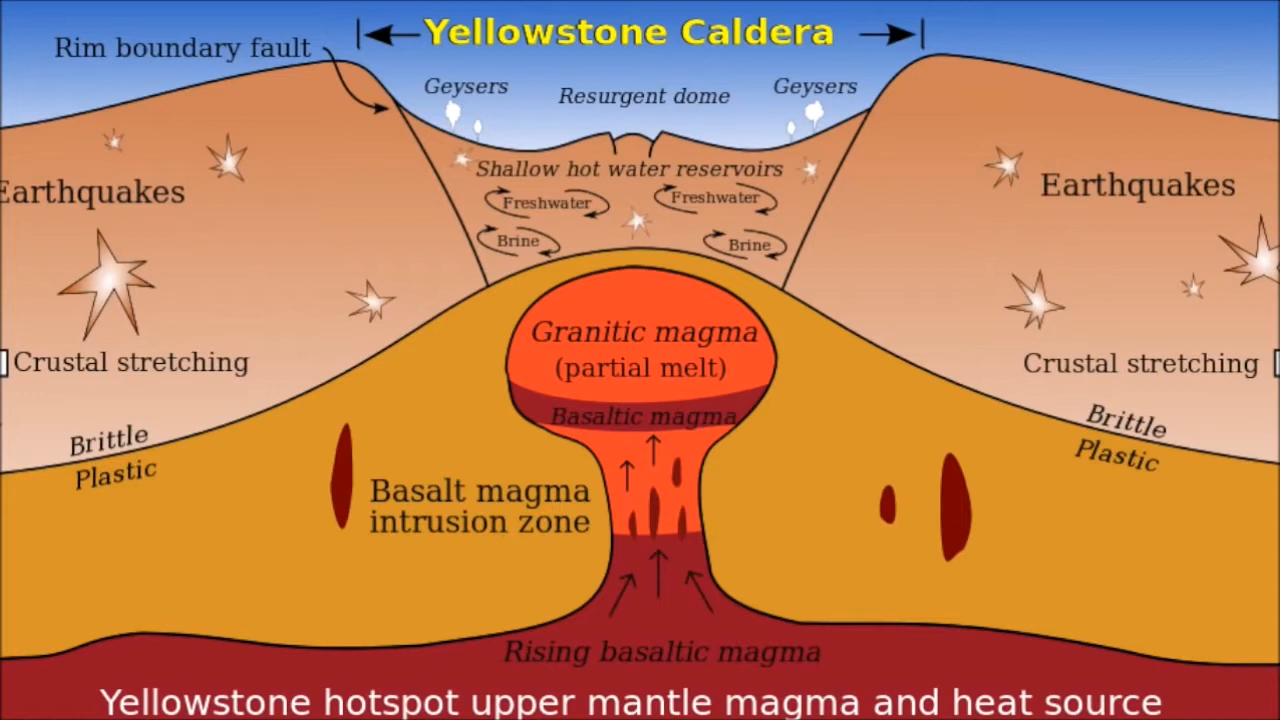 Yellowstone Caldera
Rim boundary fault
Geysers
Resurgent dome
Geysers
Shallow hot water reservoirs
Freshwater
Freshwater
Brine
Brine
Earthquakes
Earthquakes
Granitic magma
(partial melt)
Crustal stretching
Crustal stretching
Basaltic magma
Brittle
Plastic
Brittle
Plastic
Basalt magma
intrusion zone
Rising basaltic magma
Yellowstone hotspot upper mantle magma and heat source